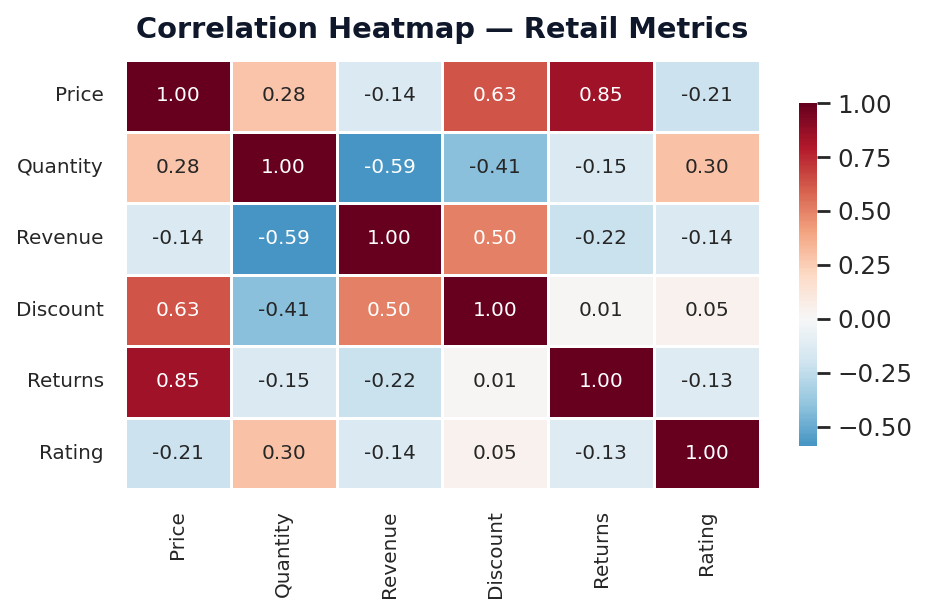 Correlation Heatmap — Retail Metrics
Price 1.00 0.28 -0.14 0.63 0.85 -0.21
Quantity 0.28 1.00 -0.59 -0.41 -0.15 0.30
Revenue -0.14 -0.59 1.00 0.50 -0.22 -0.14
Discount 0.63 -0.41 0.50 1.00 0.01 0.05
Returns 0.85 -0.15 -0.22 0.01 1.00 -0.13
Rating -0.21 0.30 -0.14 0.05 -0.13 1.00
Price Quantity Revenue Discount Returns Rating
1.00
0.75
0.50
0.25
0.00
−0.25
−0.50